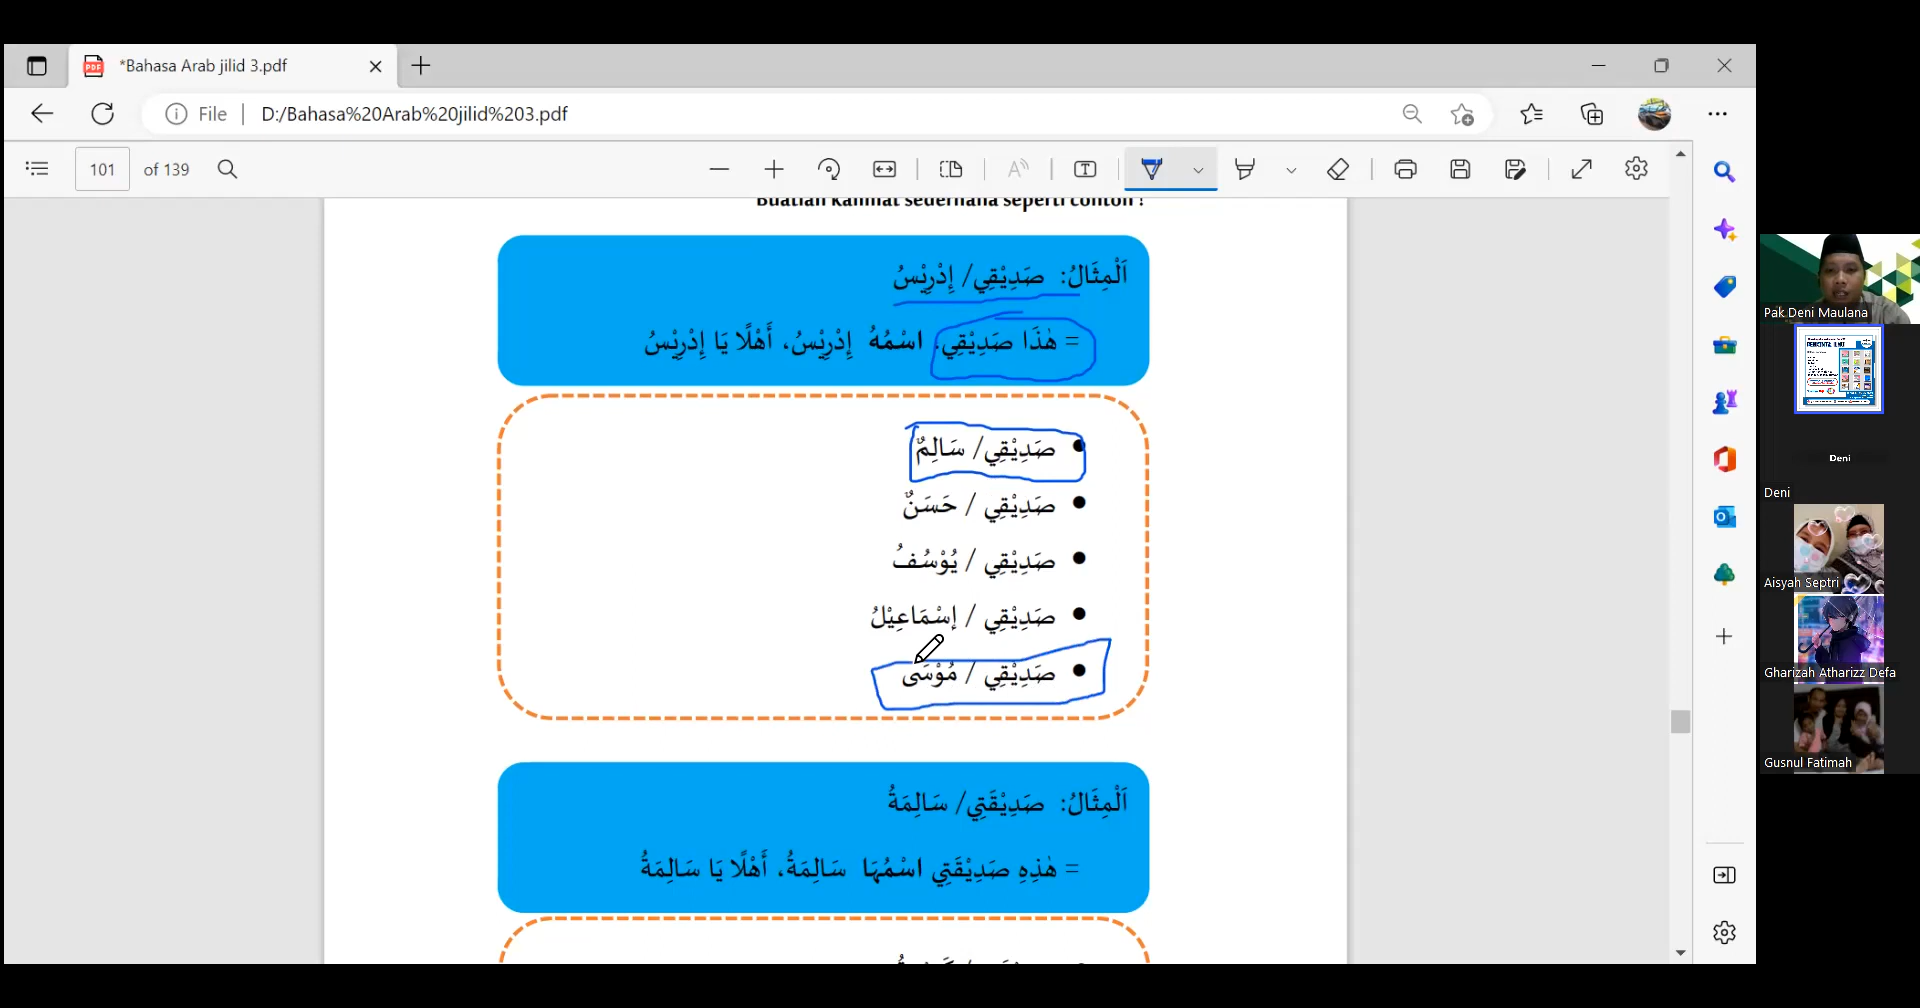 *Bahasa Arab jilid 3.pdf
File
D:/Bahasa%20Arab%20jilid%203.pdf
101 of 139
Buatlah kalimat sederhana seperti contoh !
اَلْمِثَالُ: صَدِيْقِي/ إِدْرِيْسُ
= هٰذَا صَدِيْقِي، اسْمُهُ إِدْرِيْسُ، أَهْلًا يَا إِدْرِيْسُ
• صَدِيْقِي/ سَالِمٌ
• صَدِيْقِي / حَسَنٌ
• صَدِيْقِي / يُوْسُفُ
• صَدِيْقِي / إِسْمَاعِيْلُ
• صَدِيْقِي / مُوْسَى
اَلْمِثَالُ: صَدِيْقَتِي/ سَالِمَةُ
= هٰذِهِ صَدِيْقَتِي اسْمُهَا سَالِمَةُ، أَهْلًا يَا سَالِمَةُ
Pak Deni Maulana
Deni
Deni
Aisyah Septri
Gharizah Atharizz Defa
Gusnul Fatimah